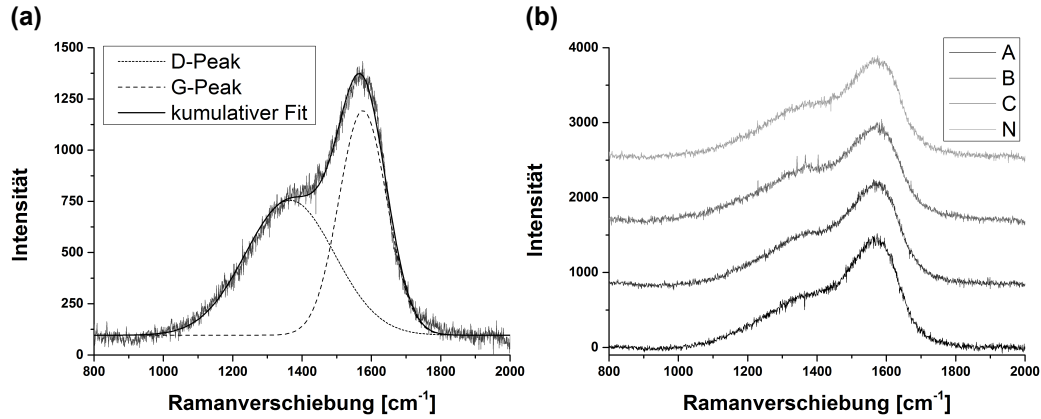 (a)
Intensität
1500
1250
1000
750
500
250
0
D-Peak
G-Peak
kumulativer Fit
800 1000 1200 1400 1600 1800 2000
Ramanverschiebung [cm⁻¹]
(b)
Intensität
4000
3000
2000
1000
0
A
B
C
N
800 1000 1200 1400 1600 1800 2000
Ramanverschiebung [cm⁻¹]